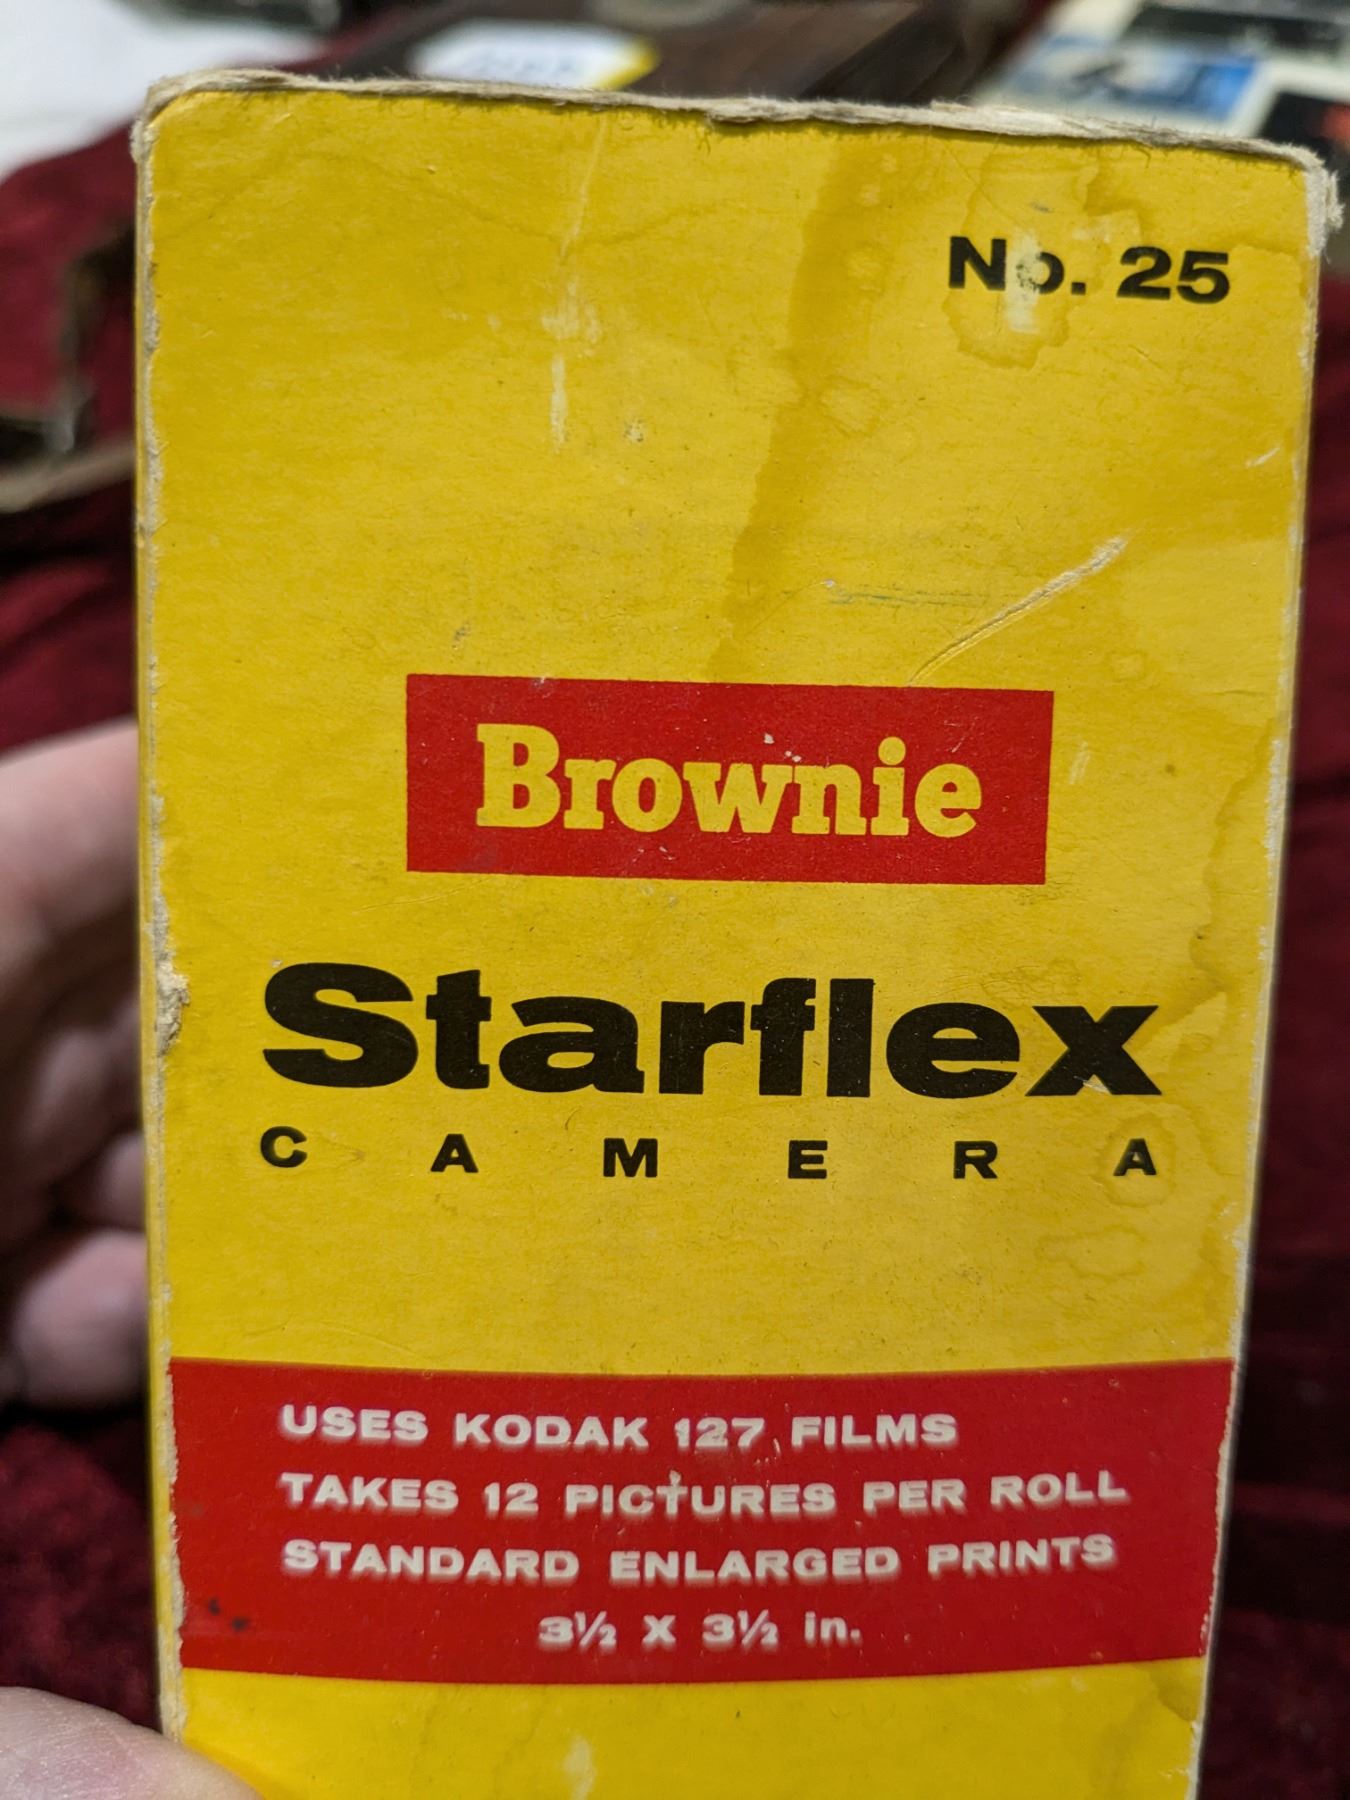 No. 25
Brownie
Starflex
CAMERA
USES KODAK 127 FILMS
TAKES 12 PICTURES PER ROLL
STANDARD ENLARGED PRINTS
3½ X 3½ in.